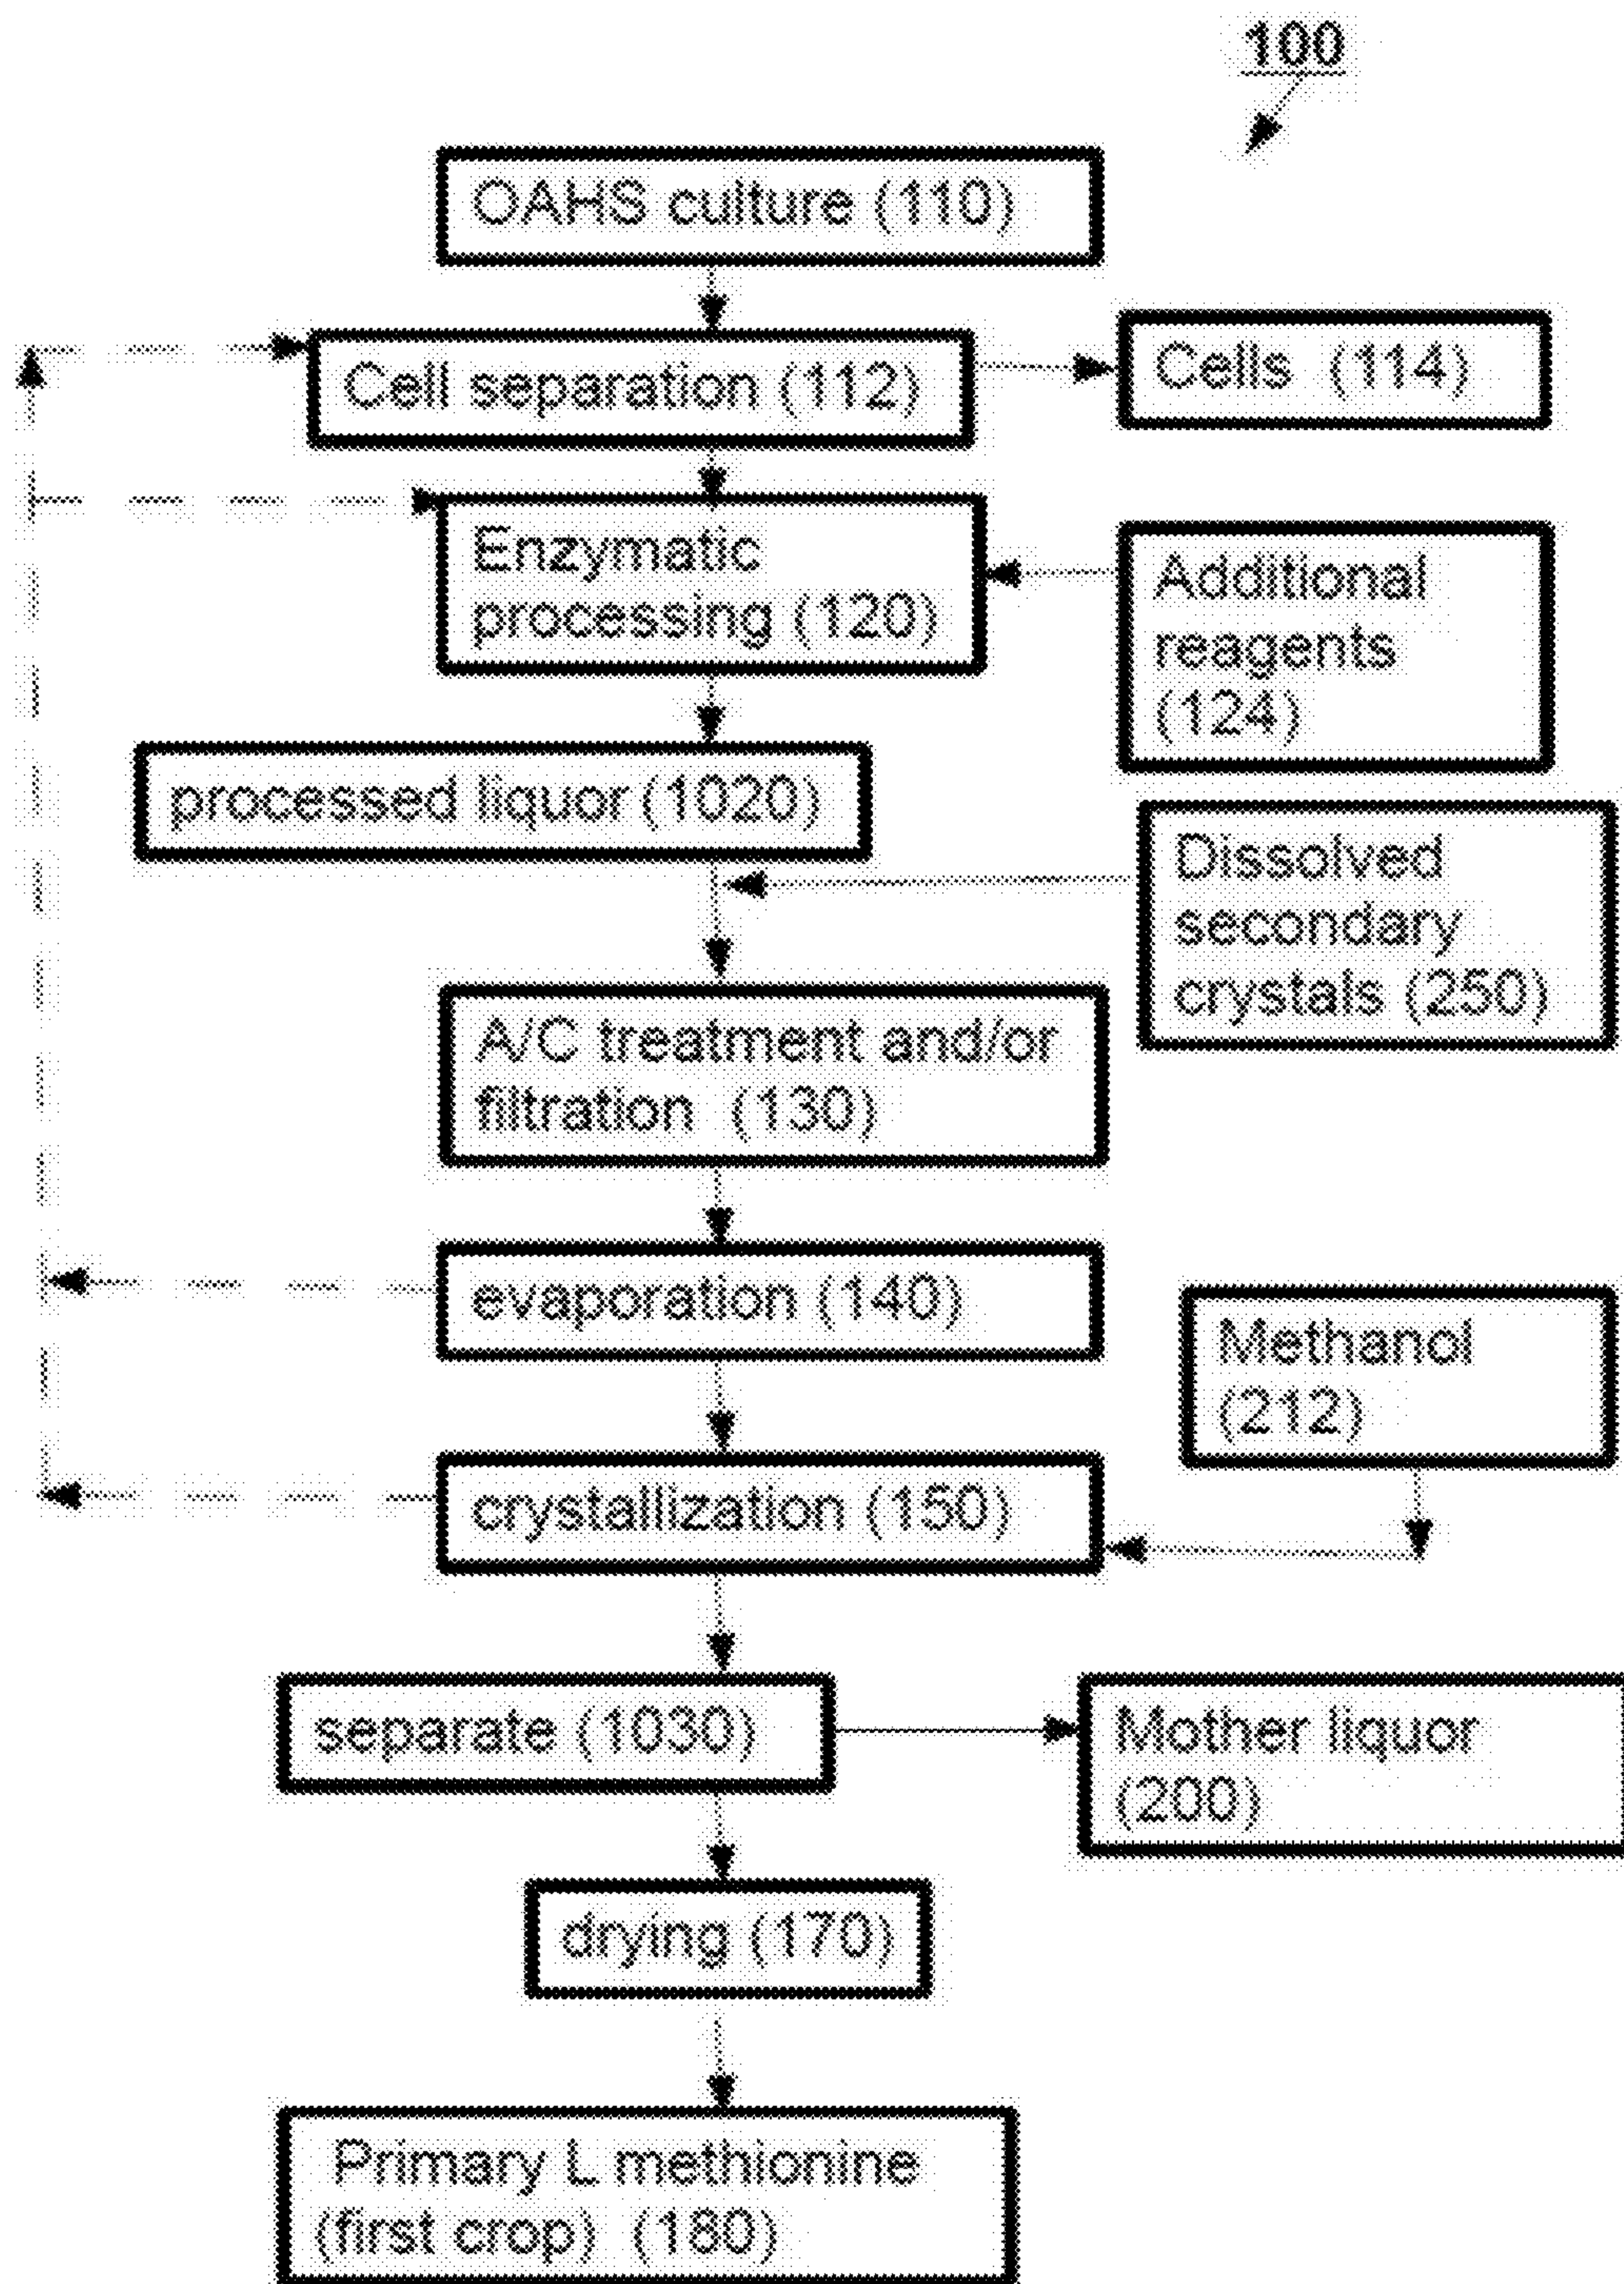 100
OAHS culture (110)
Cell separation (112)
Cells (114)
Enzymatic
processing (120)
Additional
reagents
(124)
processed liquor (1020)
Dissolved
secondary
crystals (250)
A/C treatment and/or
filtration (130)
evaporation (140)
Methanol
(212)
crystallization (150)
separate (1030)
Mother liquor
(200)
drying (170)
Primary L methionine
(first crop) (180)